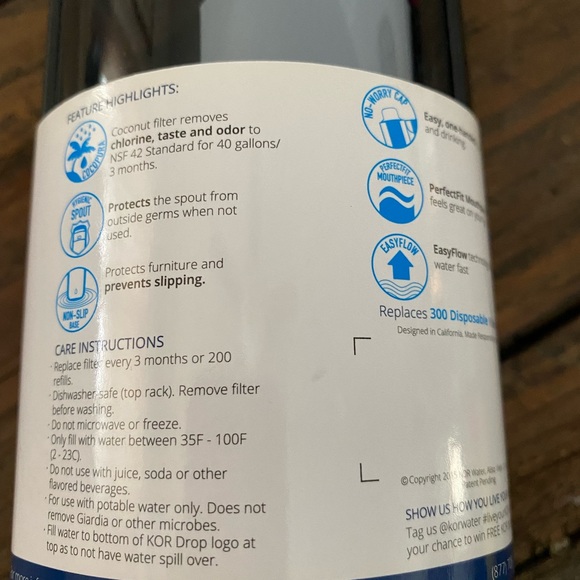 FEATURE HIGHLIGHTS:
COCOPURE
Coconut filter removes
chlorine, taste and odor to
NSF 42 Standard for 40 gallons/
3 months.
HYGIENIC
SPOUT
Protects the spout from
outside germs when not
used.
NON-SLIP
BASE
Protects furniture and
prevents slipping.
CARE INSTRUCTIONS
· Replace filter every 3 months or 200
refills.
· Dishwasher safe (top rack). Remove filter
before washing.
· Do not microwave or freeze.
· Only fill with water between 35F - 100F
(2 - 23C).
· Do not use with juice, soda or other
flavored beverages.
· For use with potable water only. Does not
remove Giardia or other microbes.
· Fill water to bottom of KOR Drop logo at
top as to not have water spill over.
NO-WORRY CAP
Easy, one-
and drinking
PERFECTFIT
MOUTHPIECE
PerfectFit
feels great on
EASYFLOW
EasyFlow
water fast
Replaces 300 Disposable
Designed in California. Made
© Copyright KOR Water,
Patent Pending
SHOW US HOW YOU LIVE
Tag us @korwater
your chance to win FREE
(877)